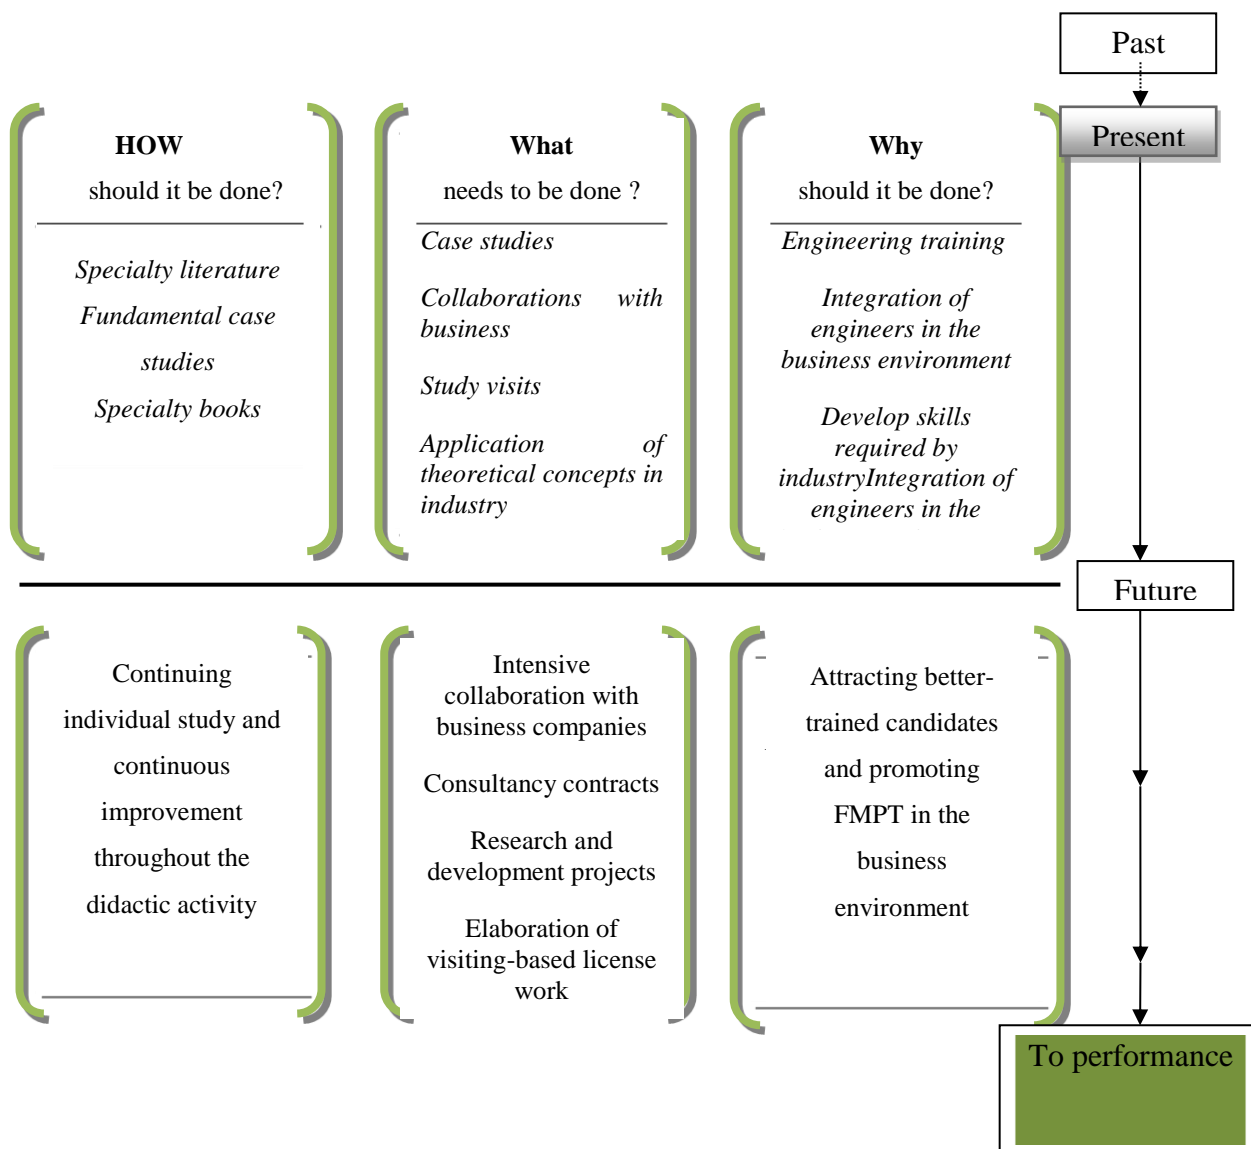 Past
Present
HOW
should it be done?
Specialty literature
Fundamental case
studies
Specialty books
What
needs to be done ?
Case studies
Collaborations with
business
Study visits
Application of
theoretical concepts in
industry
Why
should it be done?
Engineering training
Integration of
engineers in the
business environment
Develop skills
required by
industryIntegration of
engineers in the
Future
Continuing
individual study and
continuous
improvement
throughout the
didactic activity
Intensive
collaboration with
business companies
Consultancy contracts
Research and
development projects
Elaboration of
visiting-based license
work
Attracting better-
trained candidates
and promoting
FMPT in the
business
environment
To performance